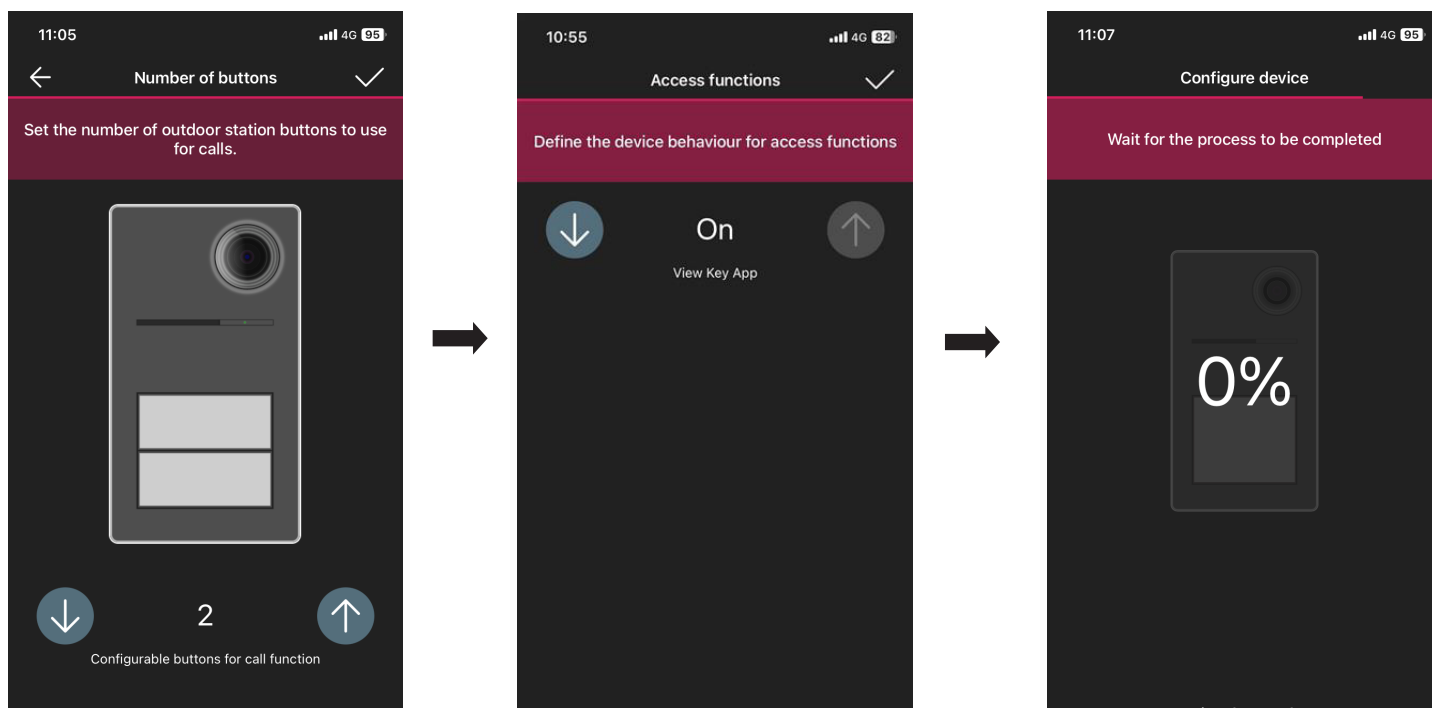 11:05
4G 95
Number of buttons
Set the number of outdoor station buttons to use
for calls.
2
Configurable buttons for call function
10:55
4G 82
Access functions
Define the device behaviour for access functions
On
View Key App
11:07
4G 95
Configure device
Wait for the process to be completed
0%